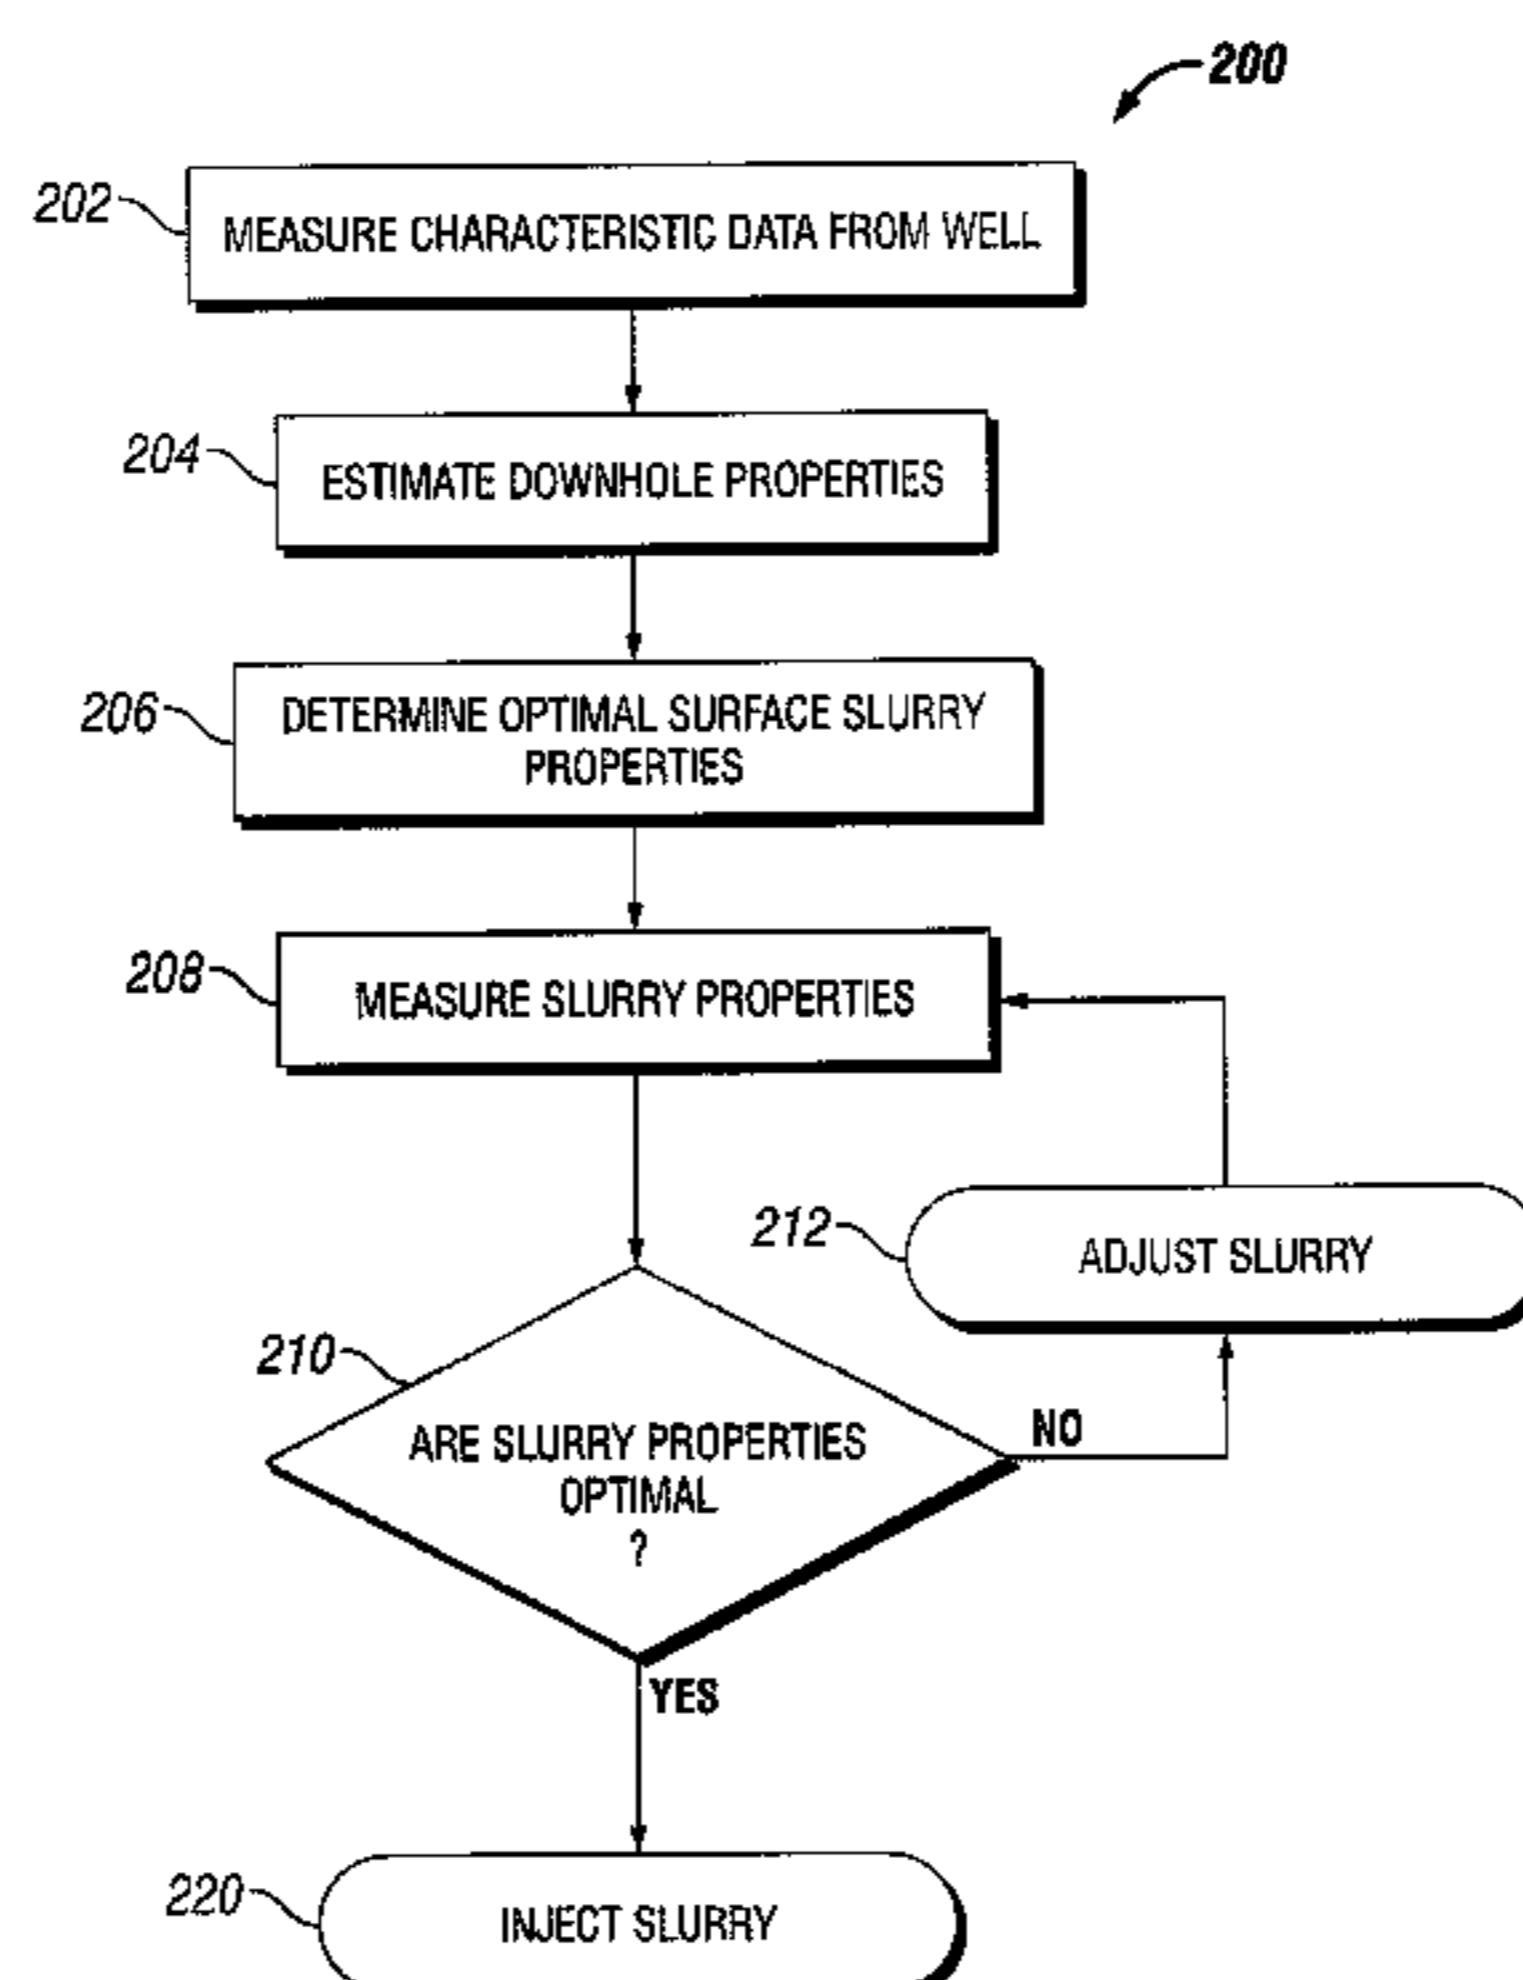 200
202
MEASURE CHARACTERISTIC DATA FROM WELL
204
ESTIMATE DOWNHOLE PROPERTIES
206
DETERMINE OPTIMAL SURFACE SLURRY
PROPERTIES
208
MEASURE SLURRY PROPERTIES
212
ADJUST SLURRY
210
ARE SLURRY PROPERTIES
OPTIMAL
?
NO
YES
220
INJECT SLURRY